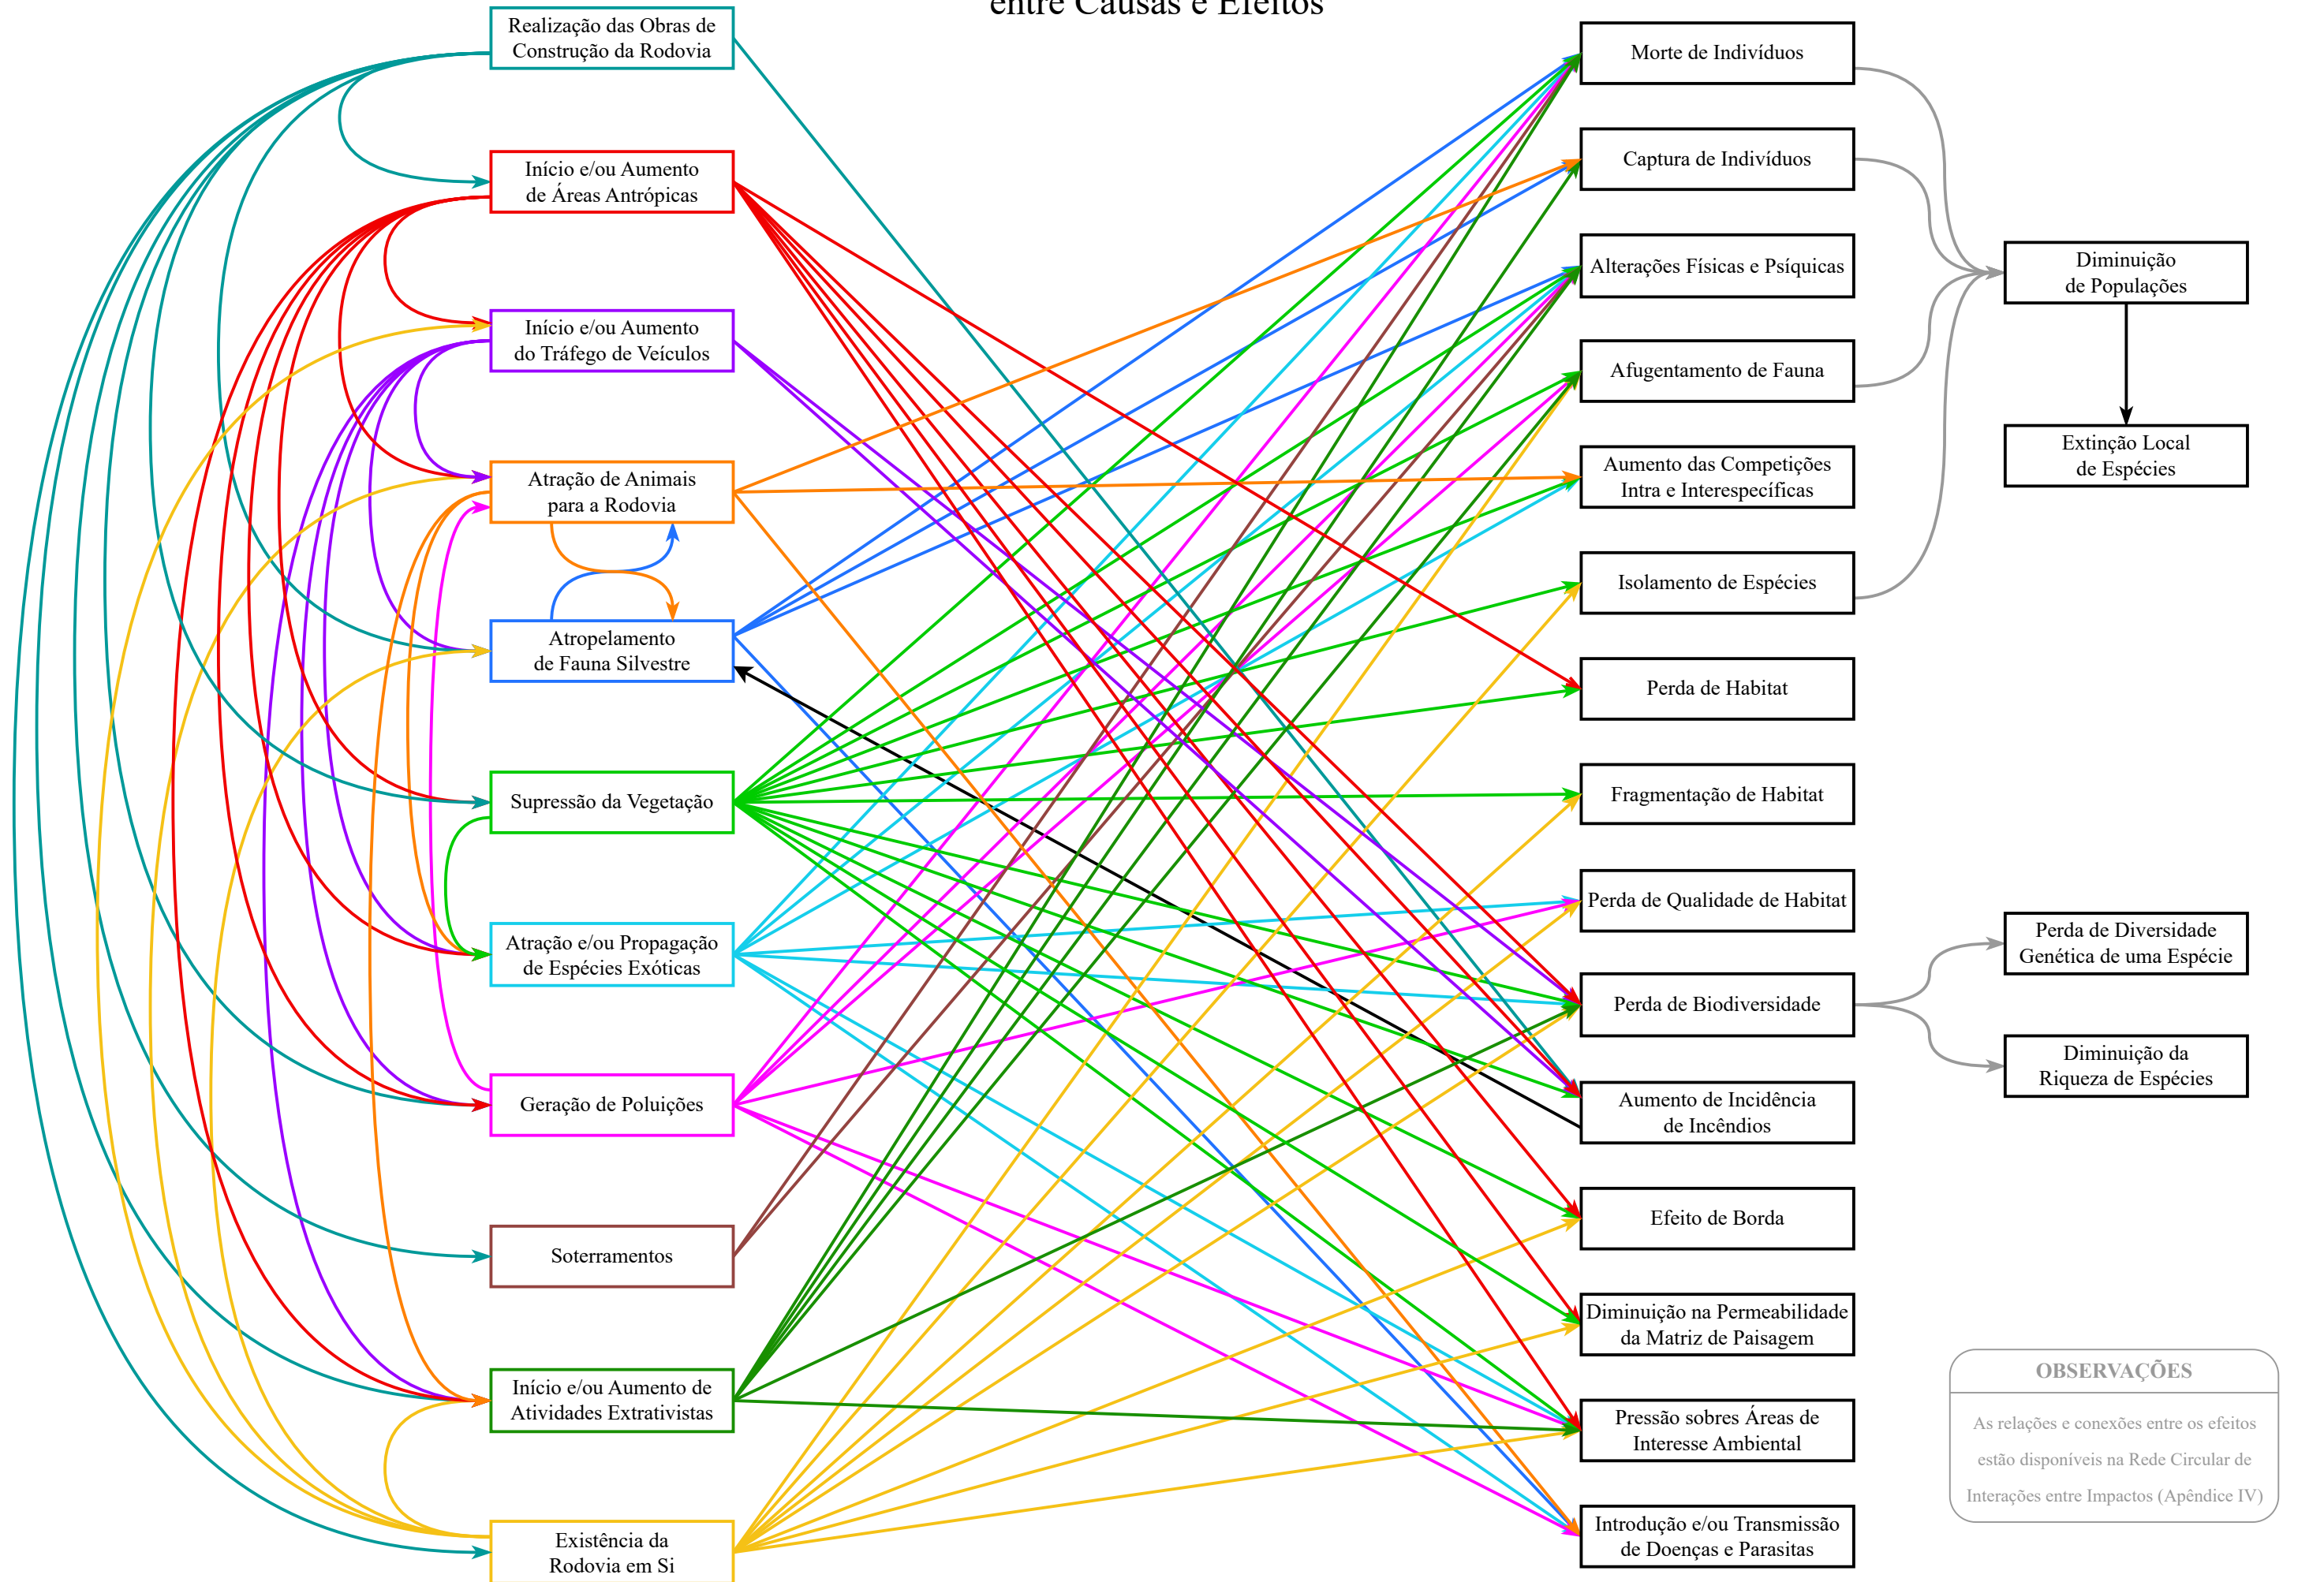 entre Causas e Efeitos
Realização das Obras de
Construção da Rodovia
Início e/ou Aumento
de Áreas Antrópicas
Início e/ou Aumento
do Tráfego de Veículos
Atração de Animais
para a Rodovia
Atropelamento
de Fauna Silvestre
Supressão da Vegetação
Atração e/ou Propagação
de Espécies Exóticas
Geração de Poluições
Soterramentos
Início e/ou Aumento de
Atividades Extrativistas
Existência da
Rodovia em Si
Morte de Indivíduos
Captura de Indivíduos
Alterações Físicas e Psíquicas
Afugentamento de Fauna
Aumento das Competições
Intra e Interespecíficas
Isolamento de Espécies
Perda de Habitat
Fragmentação de Habitat
Perda de Qualidade de Habitat
Perda de Biodiversidade
Aumento de Incidência
de Incêndios
Efeito de Borda
Diminuição na Permeabilidade
da Matriz de Paisagem
Pressão sobres Áreas de
Interesse Ambiental
Introdução e/ou Transmissão
de Doenças e Parasitas
Diminuição
de Populações
Extinção Local
de Espécies
Perda de Diversidade
Genética de uma Espécie
Diminuição da
Riqueza de Espécies
OBSERVAÇÕES
As relações e conexões entre os efeitos
estão disponíveis na Rede Circular de
Interações entre Impactos (Apêndice IV)